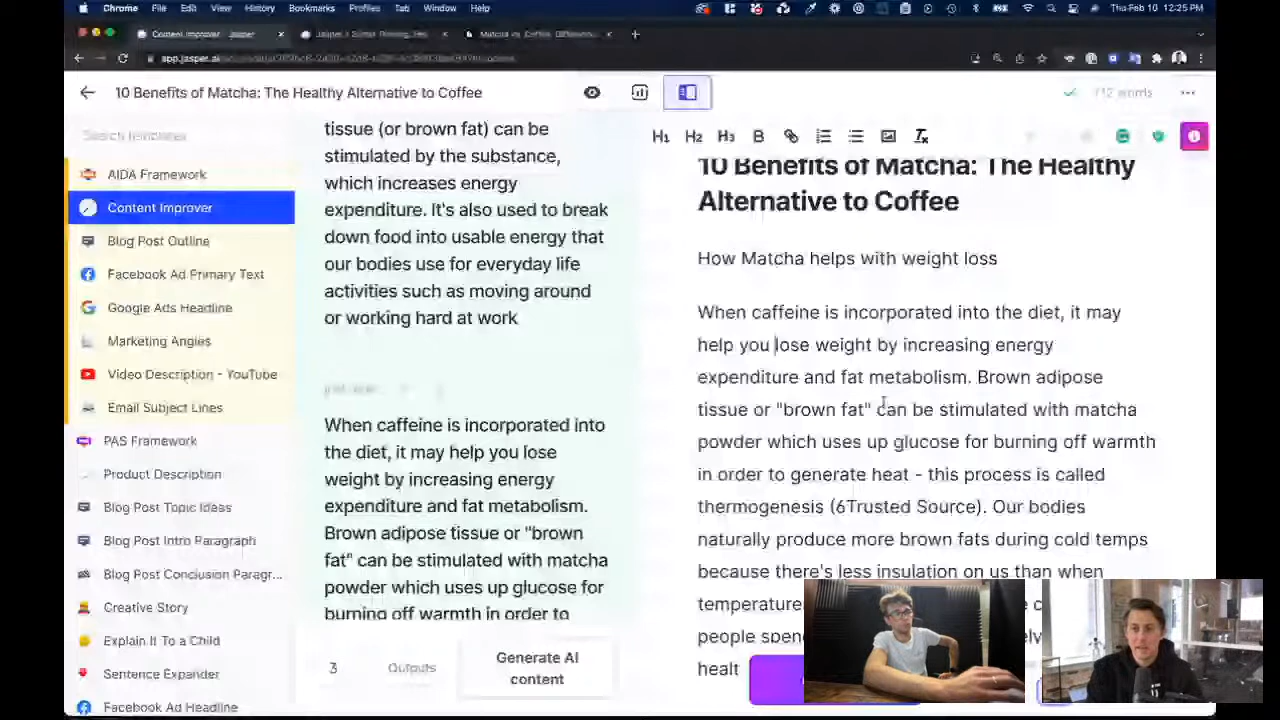 Chrome File Edit View History Bookmarks Profiles Tab Window Help Thu Feb 10 12:25 PM
Content Improver Jasper
app.jasper.ai
10 Benefits of Matcha: The Healthy Alternative to Coffee
712 words
Search templates
AIDA Framework
Content Improver
Blog Post Outline
Facebook Ad Primary Text
Google Ads Headline
Marketing Angles
Video Description - YouTube
Email Subject Lines
PAS Framework
Product Description
Blog Post Topic Ideas
Blog Post Intro Paragraph
Blog Post Conclusion Paragr...
Creative Story
Explain It To a Child
Sentence Expander
Facebook Ad Headline
tissue (or brown fat) can be
stimulated by the substance,
which increases energy
expenditure. It's also used to break
down food into usable energy that
our bodies use for everyday life
activities such as moving around
or working hard at work
When caffeine is incorporated into
the diet, it may help you lose
weight by increasing energy
expenditure and fat metabolism.
Brown adipose tissue or "brown
fat" can be stimulated with matcha
powder which uses up glucose for
burning off warmth in order to
3 Outputs
Generate AI
content
H1 H2 H3 B
10 Benefits of Matcha: The Healthy
Alternative to Coffee
How Matcha helps with weight loss
When caffeine is incorporated into the diet, it may
help you lose weight by increasing energy
expenditure and fat metabolism. Brown adipose
tissue or "brown fat" can be stimulated with matcha
powder which uses up glucose for burning off warmth
in order to generate heat - this process is called
thermogenesis (6Trusted Source). Our bodies
naturally produce more brown fats during cold temps
because there's less insulation on us than when
temperature
people spen
healt